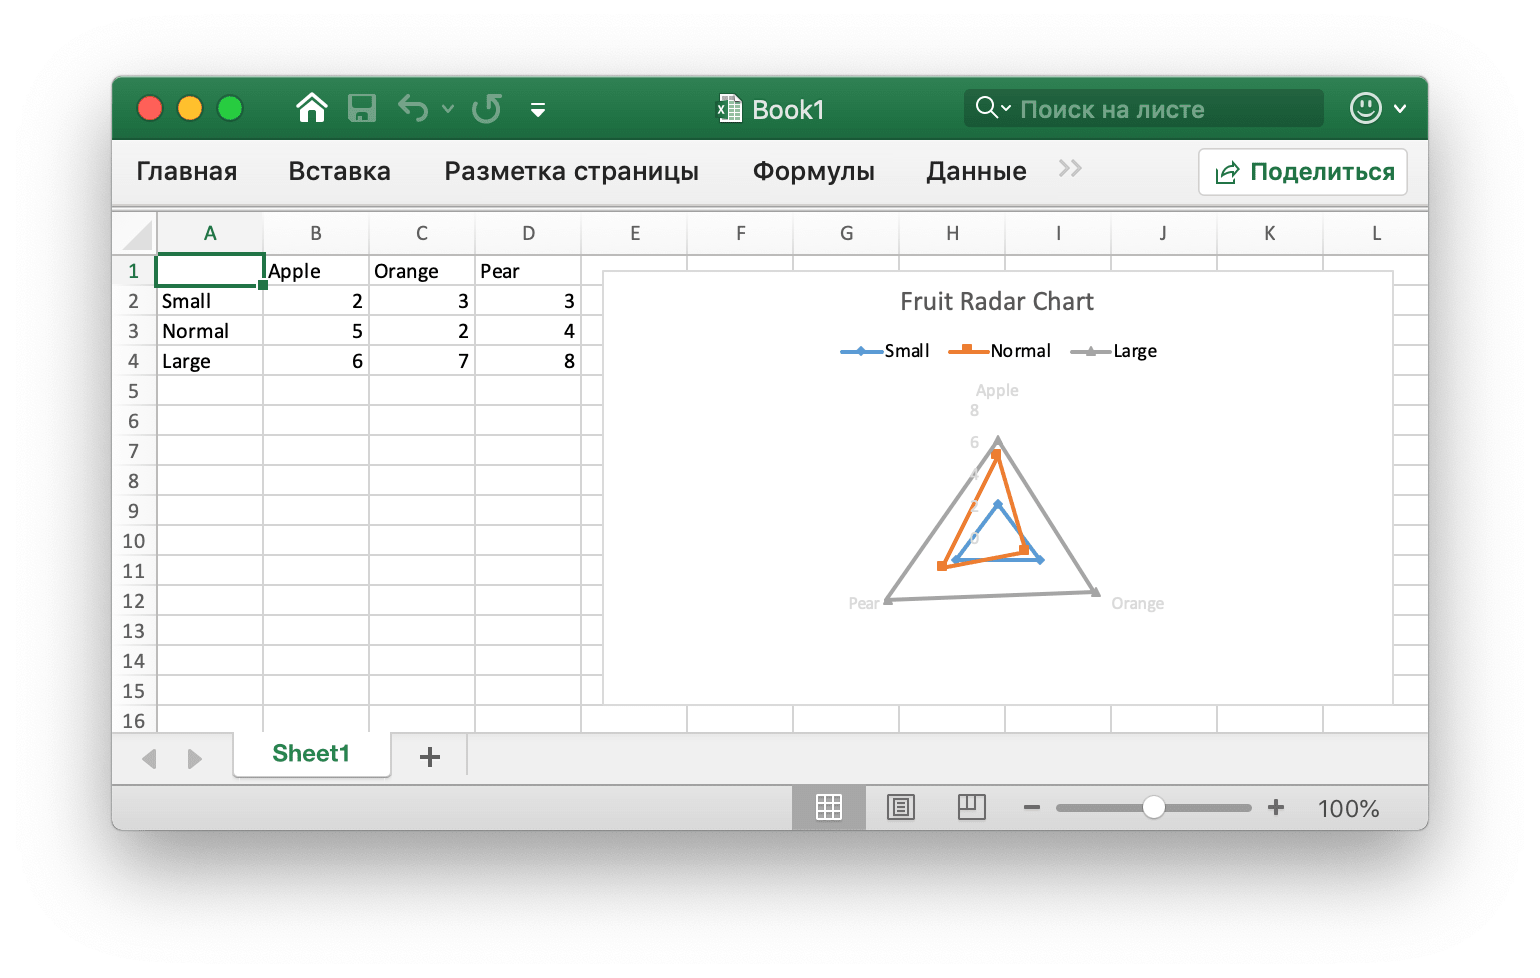 Book1
Поиск на листе
Главная Вставка Разметка страницы Формулы Данные Поделиться
A B C D E F G H I J K L
1 Apple Orange Pear
2 Small 2 3 3
3 Normal 5 2 4
4 Large 6 7 8
5
6
7
8
9
10
11
12
13
14
15
16
Fruit Radar Chart
Small Normal Large
Apple
8
6
4
2
0
Pear Orange
Sheet1
100%